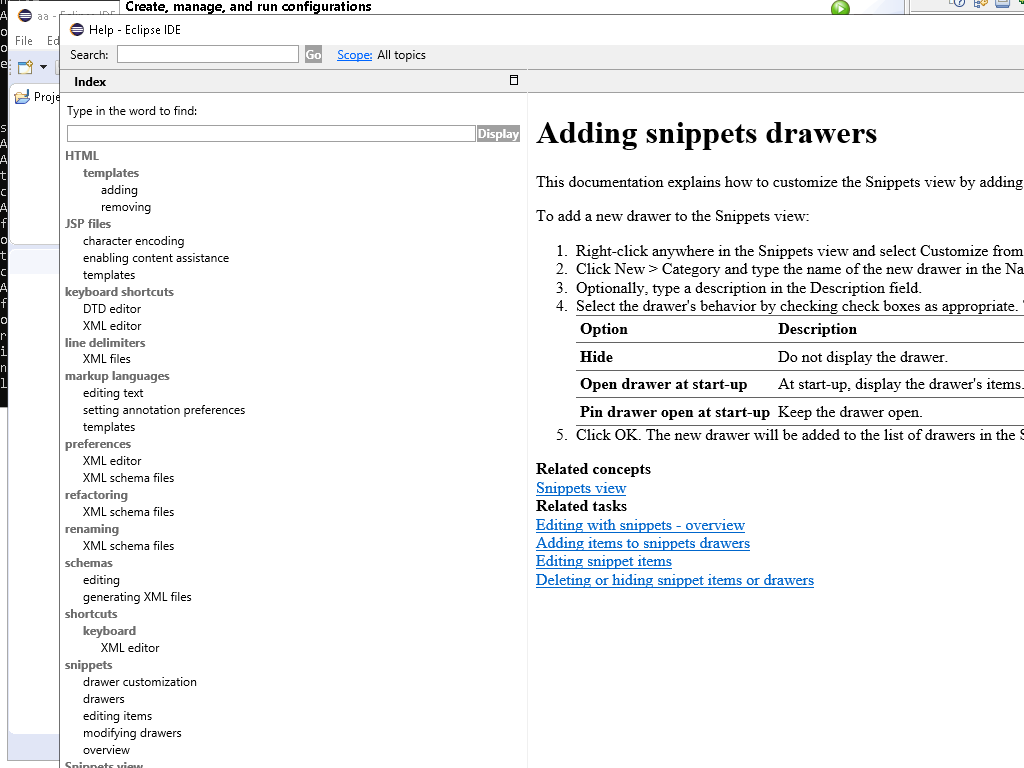 Create, manage, and run configurations
aa - Eclipse IDE
File Ed
Proje
Help - Eclipse IDE
Search: Go Scope: All topics
Index
Type in the word to find:
Display
HTML
templates
adding
removing
JSP files
character encoding
enabling content assistance
templates
keyboard shortcuts
DTD editor
XML editor
line delimiters
XML files
markup languages
editing text
setting annotation preferences
templates
preferences
XML editor
XML schema files
refactoring
XML schema files
renaming
XML schema files
schemas
editing
generating XML files
shortcuts
keyboard
XML editor
snippets
drawer customization
drawers
editing items
modifying drawers
overview
Snippets view
Adding snippets drawers
This documentation explains how to customize the Snippets view by adding
To add a new drawer to the Snippets view:
1. Right-click anywhere in the Snippets view and select Customize from
2. Click New > Category and type the name of the new drawer in the Na
3. Optionally, type a description in the Description field.
4. Select the drawer's behavior by checking check boxes as appropriate.
Option Description
Hide Do not display the drawer.
Open drawer at start-up At start-up, display the drawer's items.
Pin drawer open at start-up Keep the drawer open.
5. Click OK. The new drawer will be added to the list of drawers in the S
Related concepts
Snippets view
Related tasks
Editing with snippets - overview
Adding items to snippets drawers
Editing snippet items
Deleting or hiding snippet items or drawers